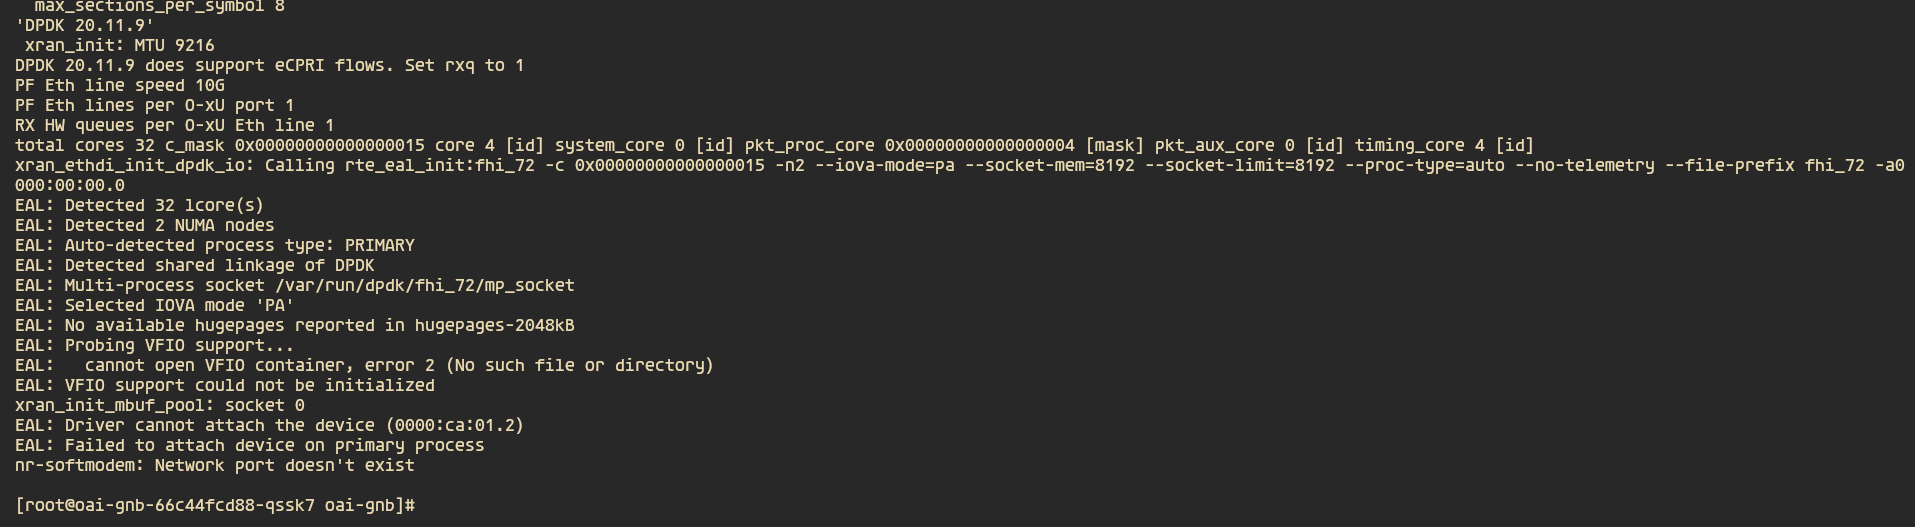 max_sections_per_symbol 8
'DPDK 20.11.9'
 xran_init: MTU 9216
DPDK 20.11.9 does support eCPRI flows. Set rxq to 1
PF Eth line speed 10G
PF Eth lines per O-xU port 1
RX HW queues per O-xU Eth line 1
total cores 32 c_mask 0x00000000000000015 core 4 [id] system_core 0 [id] pkt_proc_core 0x00000000000000004 [mask] pkt_aux_core 0 [id] timing_core 4 [id]
xran_ethdi_init_dpdk_io: Calling rte_eal_init:fhi_72 -c 0x00000000000000015 -n2 --iova-mode=pa --socket-mem=8192 --socket-limit=8192 --proc-type=auto --no-telemetry --file-prefix fhi_72 -a0
000:00:00.0
EAL: Detected 32 lcore(s)
EAL: Detected 2 NUMA nodes
EAL: Auto-detected process type: PRIMARY
EAL: Detected shared linkage of DPDK
EAL: Multi-process socket /var/run/dpdk/fhi_72/mp_socket
EAL: Selected IOVA mode 'PA'
EAL: No available hugepages reported in hugepages-2048kB
EAL: Probing VFIO support...
EAL:   cannot open VFIO container, error 2 (No such file or directory)
EAL: VFIO support could not be initialized
xran_init_mbuf_pool: socket 0
EAL: Driver cannot attach the device (0000:ca:01.2)
EAL: Failed to attach device on primary process
nr-softmodem: Network port doesn't exist
[root@oai-gnb-66c44fcd88-qssk7 oai-gnb]#